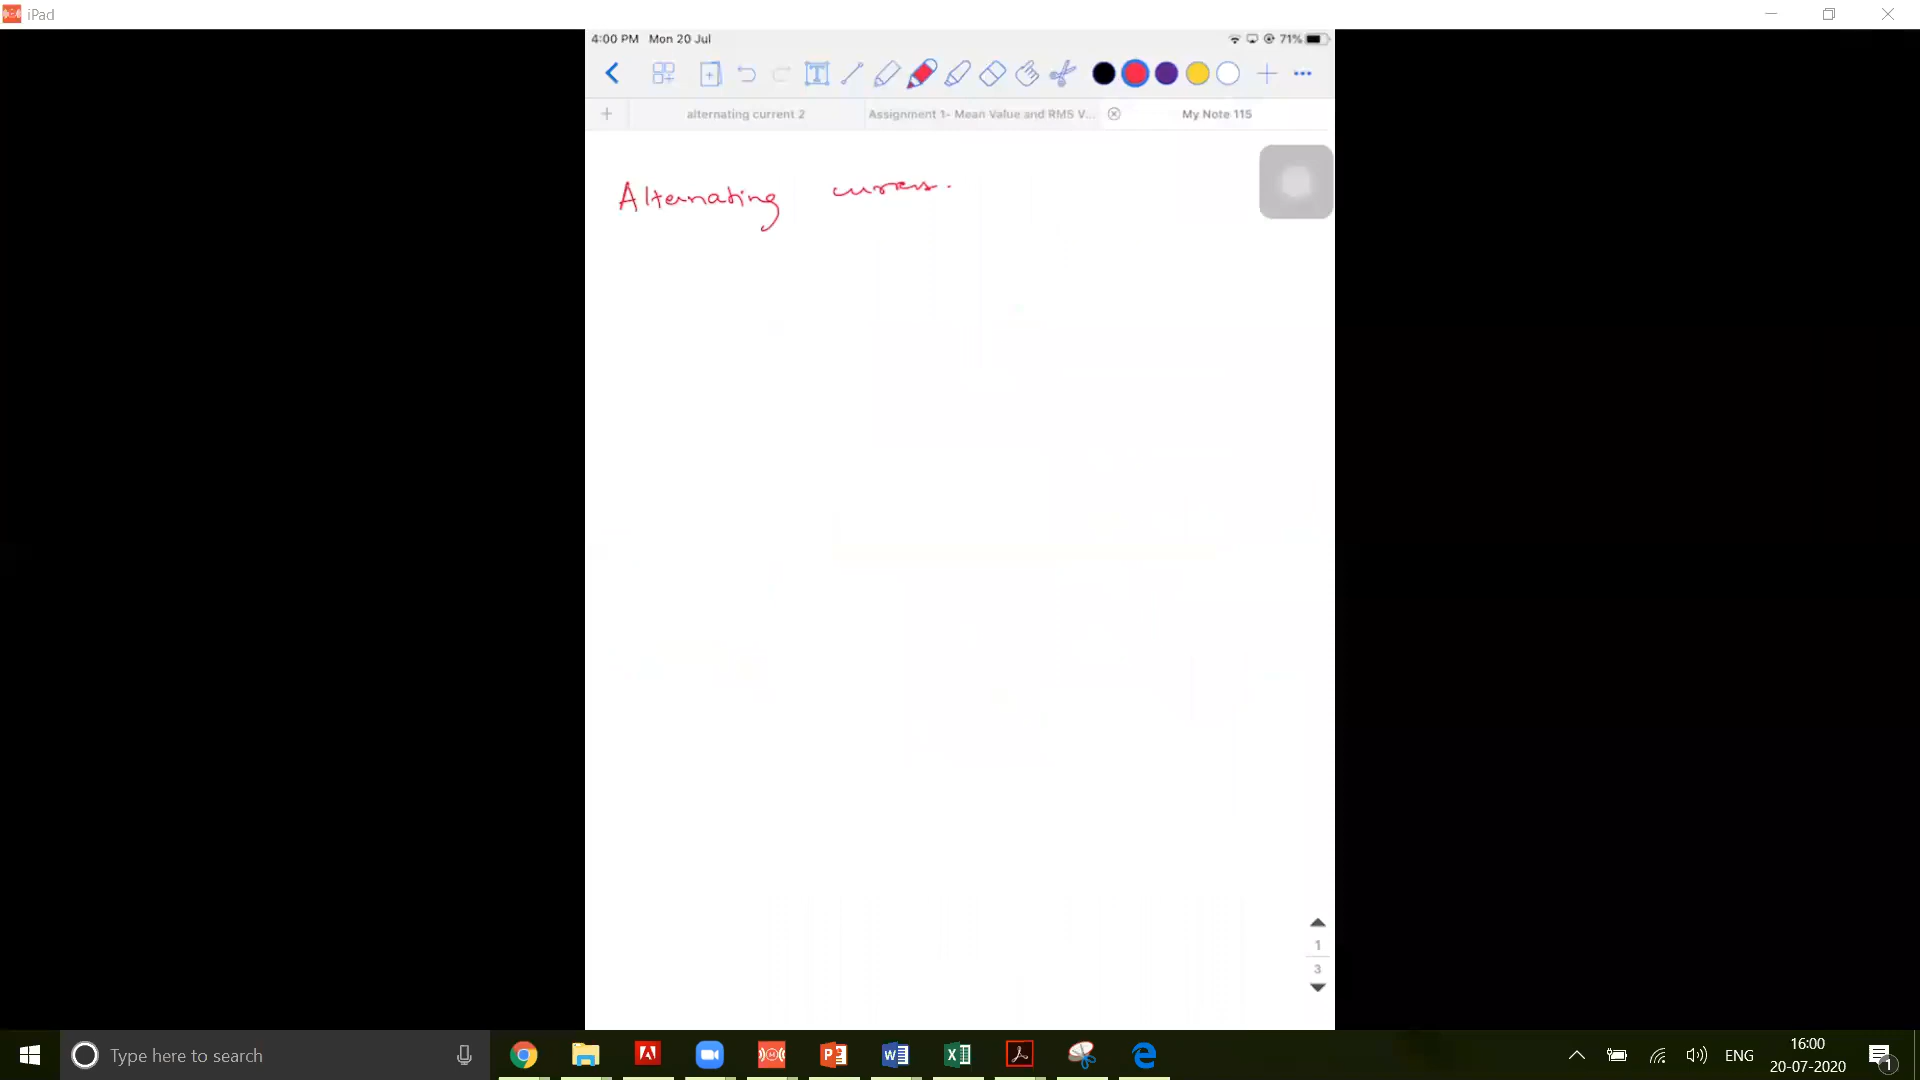 iPad
4:00 PM Mon 20 Jul 71%
alternating current 2 Assignment 1- Mean Value and RMS V... My Note 115
Alternating
1
3
Type here to search
ENG
16:00
20-07-2020
1